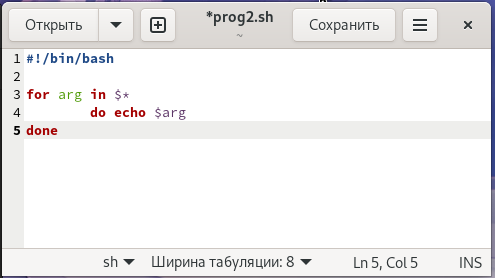 Открыть
*prog2.sh
~
Сохранить
1 #!/bin/bash
2
3 for arg in $*
4         do echo $arg
5 done
sh Ширина табуляции: 8 Ln 5, Col 5 INS